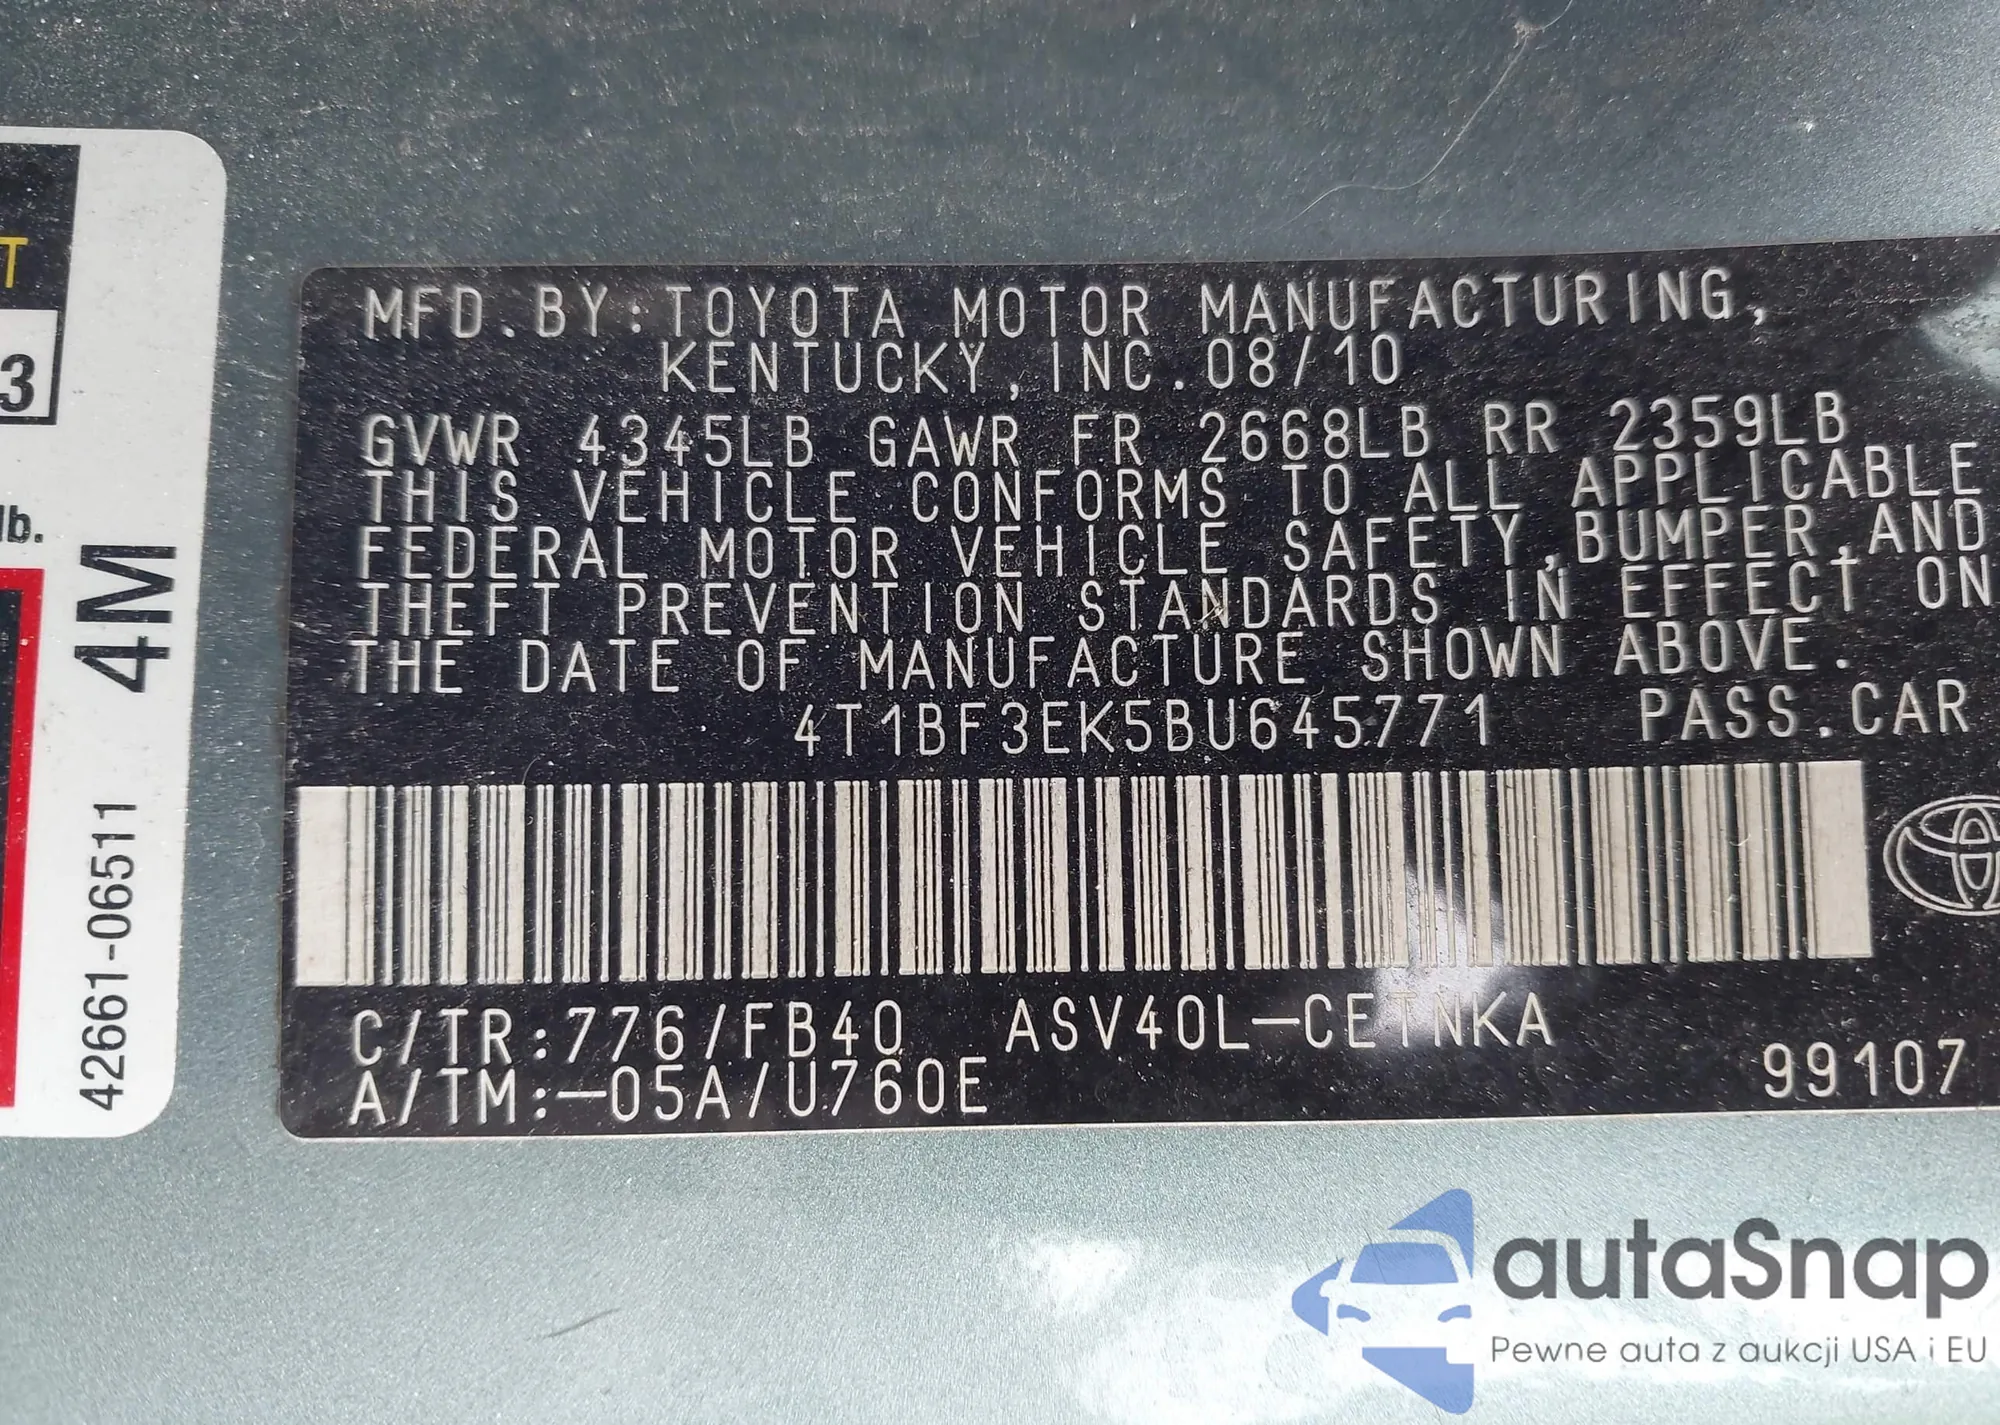 T
3
lb.
4M
42661-06511
MFD.BY:TOYOTA MOTOR MANUFACTURING,
KENTUCKY,INC.08/10
GVWR 4345LB GAWR FR 2668LB RR 2359LB
THIS VEHICLE CONFORMS TO ALL APPLICABLE
FEDERAL MOTOR VEHICLE SAFETY,BUMPER,AND
THEFT PREVENTION STANDARDS IN EFFECT ON
THE DATE OF MANUFACTURE SHOWN ABOVE.
4T1BF3EK5BU645771 PASS.CAR
C/TR:776/FB40 ASV40L-CETNKA
A/TM:-05A/U760E 99107
autaSnap
Pewne auta z aukcji USA i EU